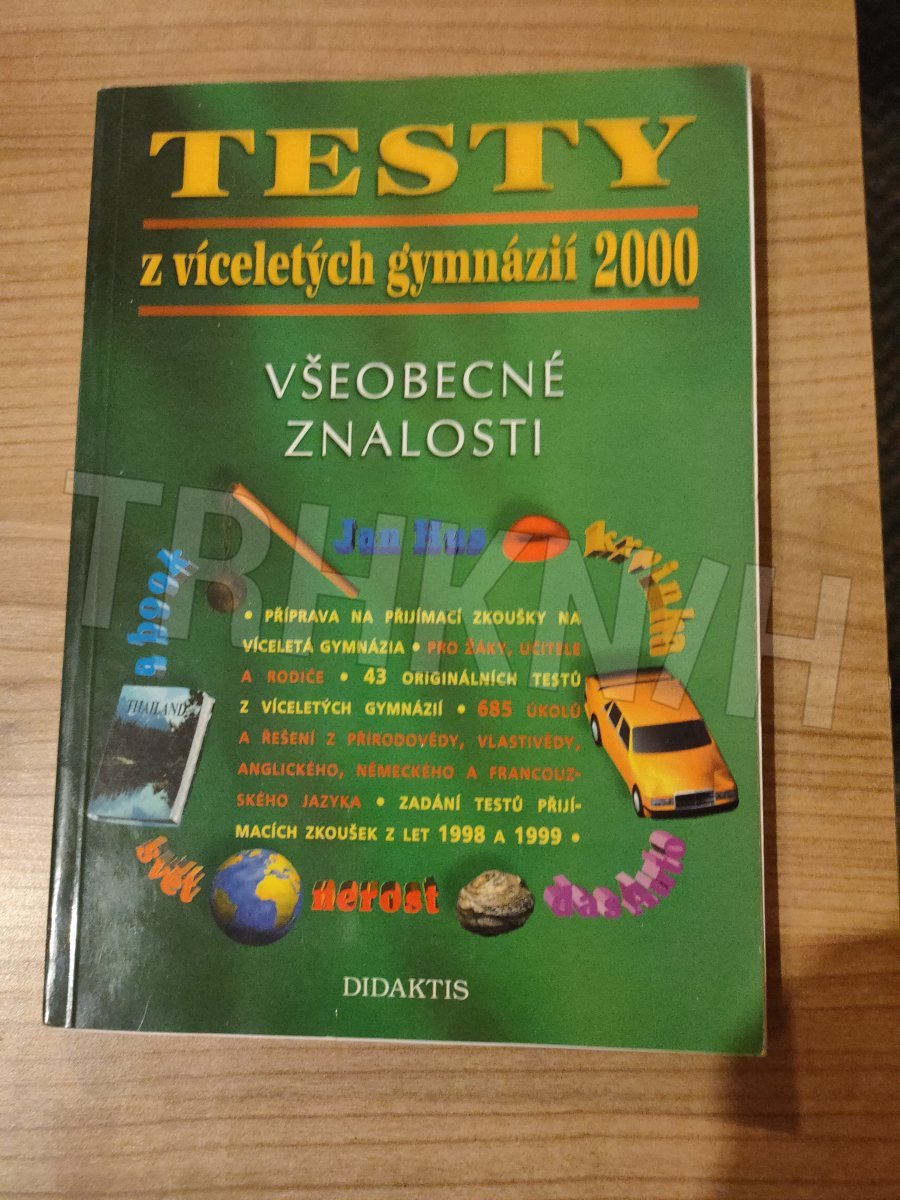 TESTY
z víceletých gymnázií 2000
VŠEOBECNÉ
ZNALOSTI
Jan Hus
krajinka
a book
THAILAND
• PŘÍPRAVA NA PŘIJÍMACÍ ZKOUŠKY NA
VÍCELETÁ GYMNÁZIA • PRO ŽÁKY, UČITELE
A RODIČE • 43 ORIGINÁLNÍCH TESTŮ
Z VÍCELETÝCH GYMNÁZIÍ • 685 ÚKOLŮ
A ŘEŠENÍ Z PŘÍRODOVĚDY, VLASTIVĚDY,
ANGLICKÉHO, NĚMECKÉHO A FRANCOUZ-
SKÉHO JAZYKA • ZADÁNÍ TESTŮ PŘIJÍ-
MACÍCH ZKOUŠEK Z LET 1998 A 1999 •
svět
nerost
das Auto
DIDAKTIS
TRHKNIH